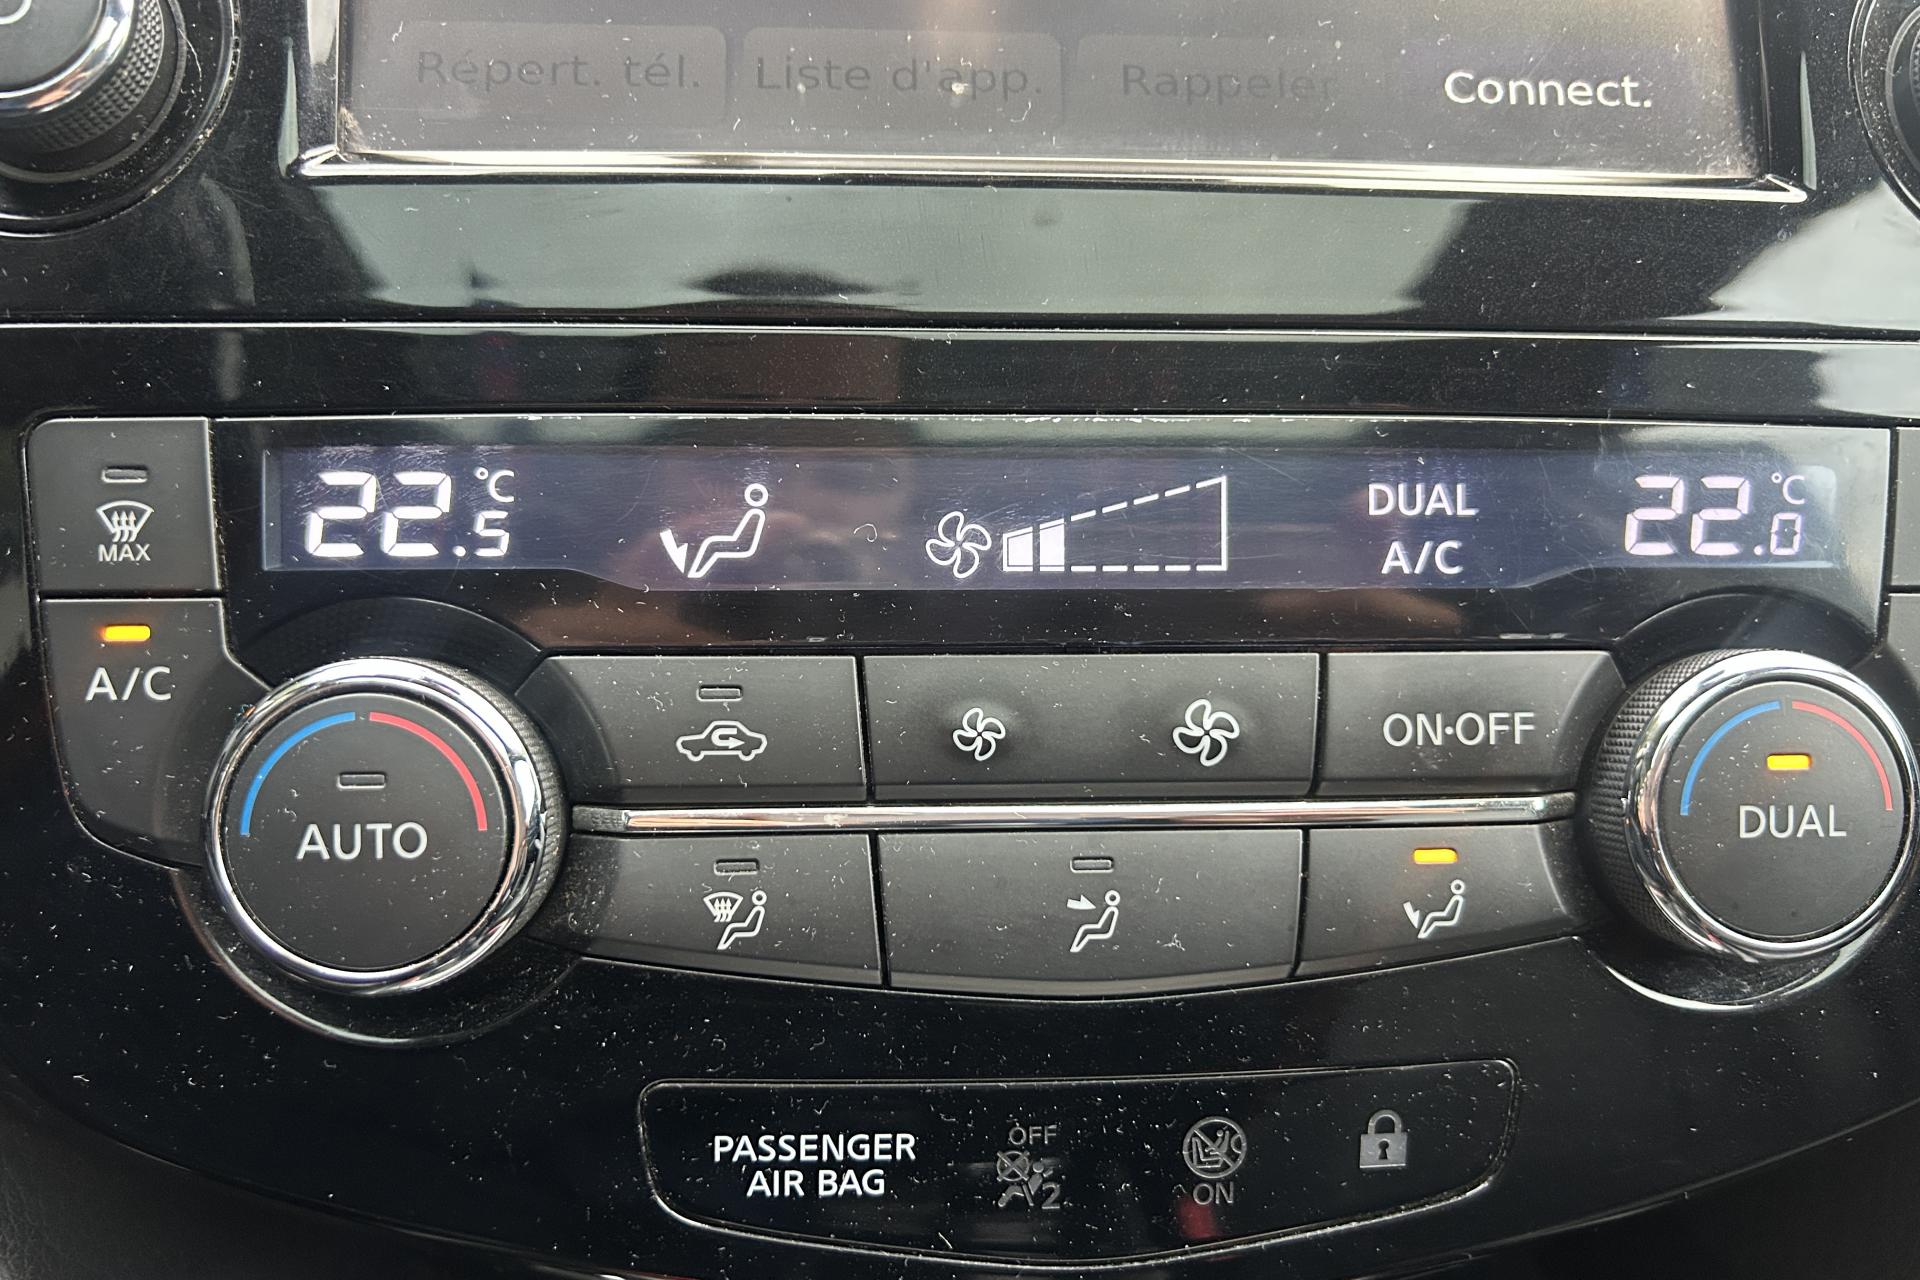 Répert. tél. Liste d'app. Rappeler Connect.
22.5 °C
DUAL
A/C
22.0 °C
MAX
A/C
AUTO
ON•OFF
DUAL
PASSENGER
AIR BAG
OFF
2
ON